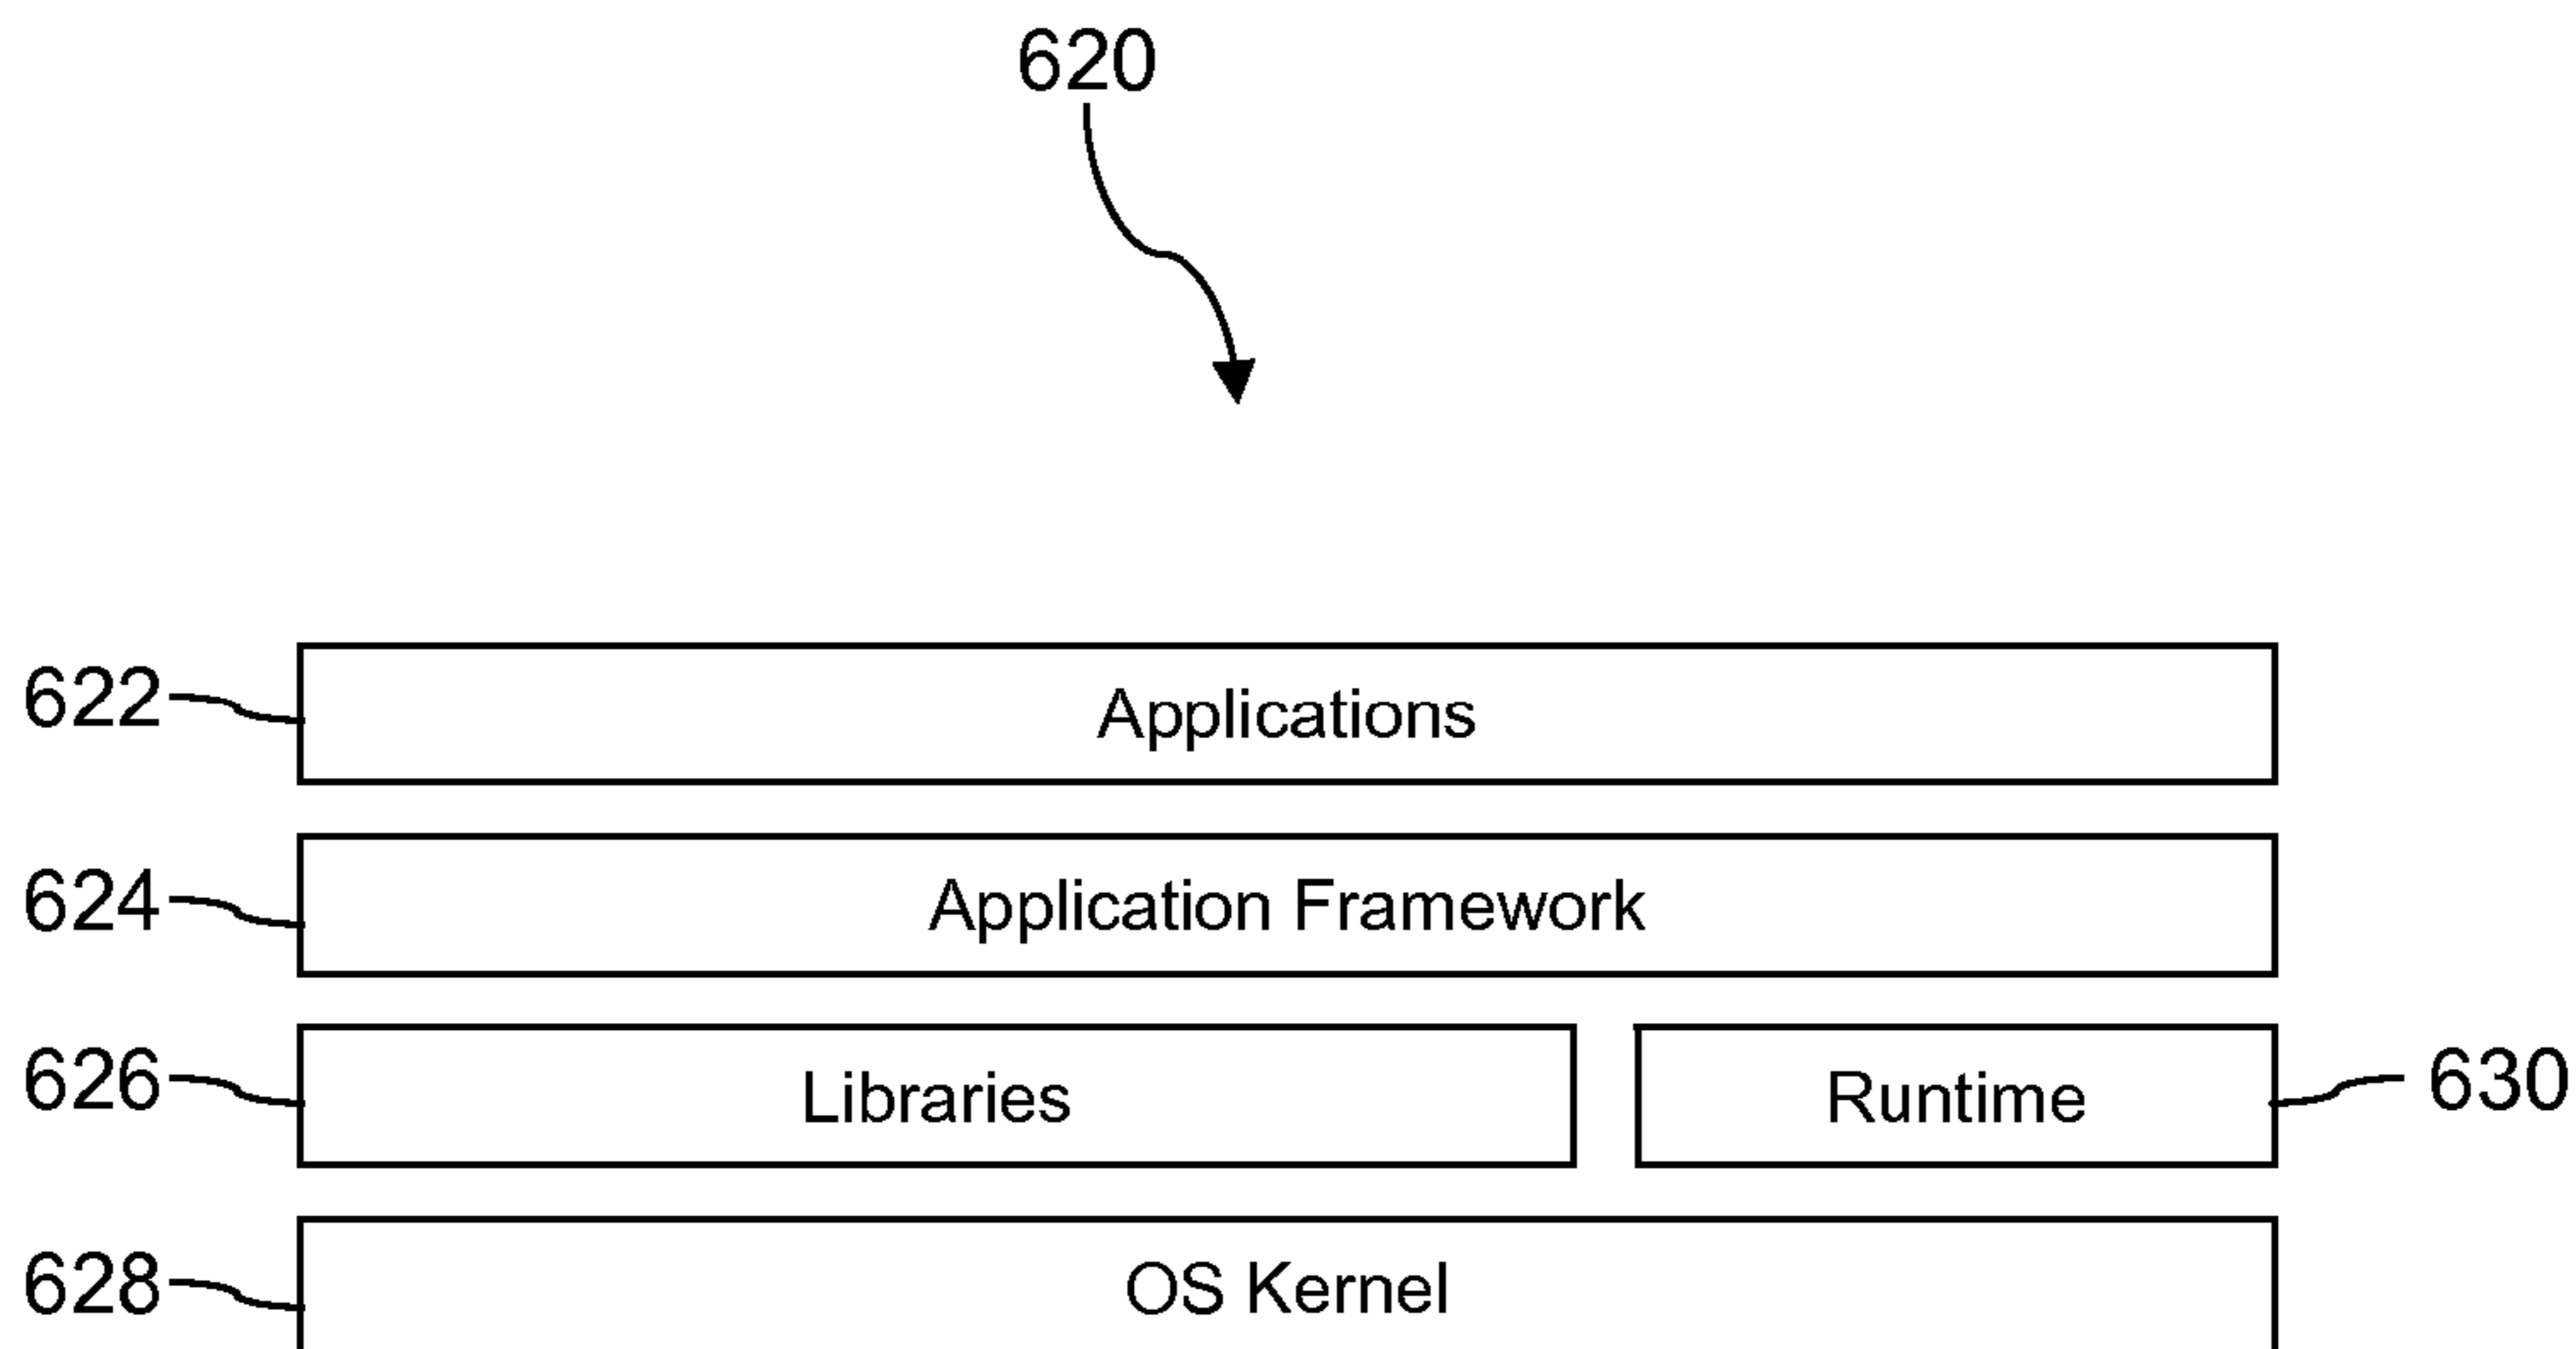 620
622 Applications
624 Application Framework
626 Libraries Runtime 630
628 OS Kernel